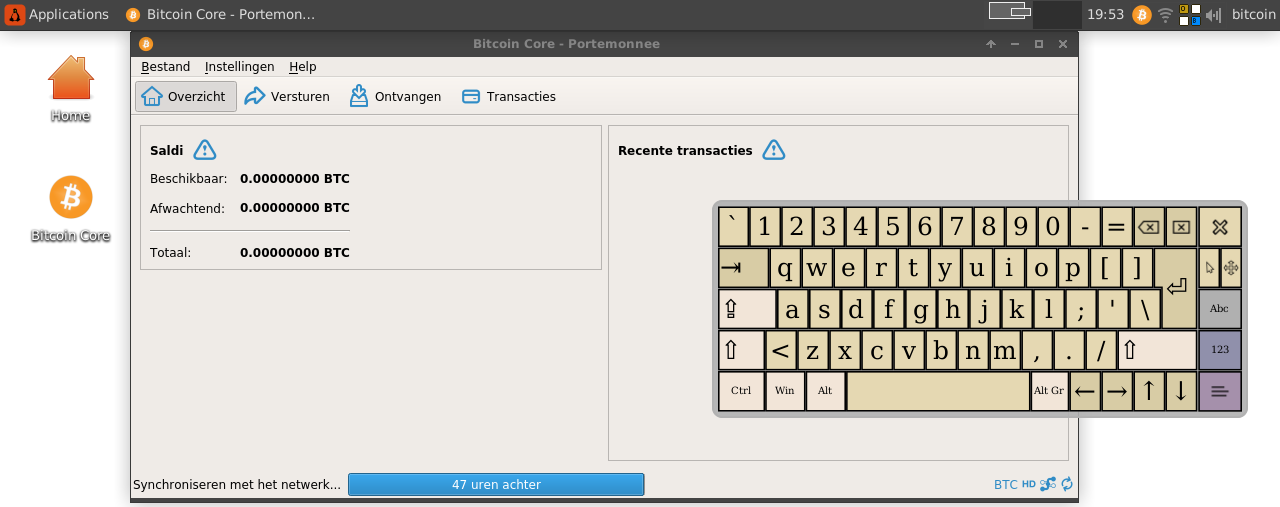 Applications Bitcoin Core - Portemon... 19:53 bitcoin
Bitcoin Core - Portemonnee
Bestand Instellingen Help
Overzicht Versturen Ontvangen Transacties
Home
Bitcoin Core
Saldi
Beschikbaar: 0.00000000 BTC
Afwachtend: 0.00000000 BTC
Totaal: 0.00000000 BTC
Recente transacties
` 1 2 3 4 5 6 7 8 9 0 - =
q w e r t y u i o p [ ]
a s d f g h j k l ; ' \ Abc
< z x c v b n m , . / 123
Ctrl Win Alt Alt Gr ← → ↑ ↓
Synchroniseren met het netwerk... 47 uren achter BTC HD